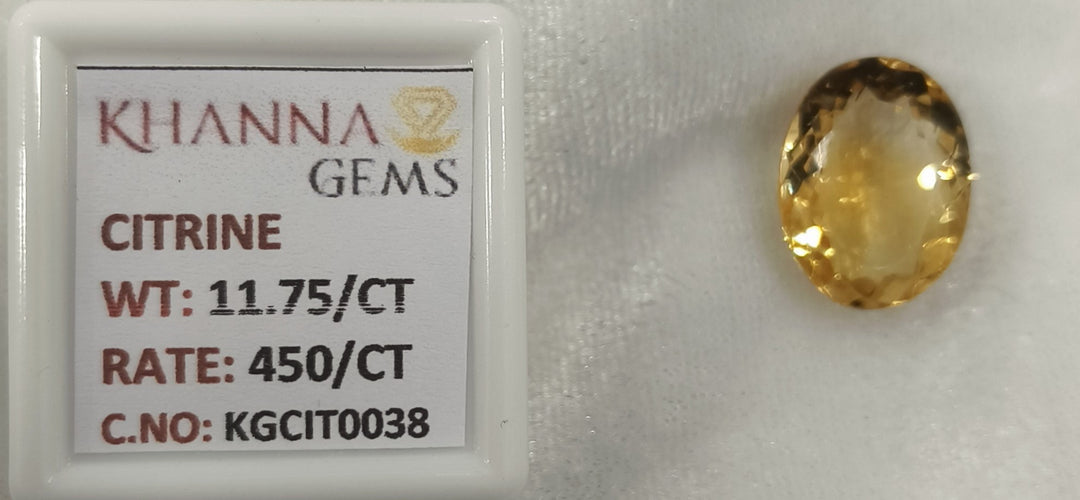 KHANNA
GEMS
CITRINE
WT: 11.75/CT
RATE: 450/CT
C.NO: KGCIT0038